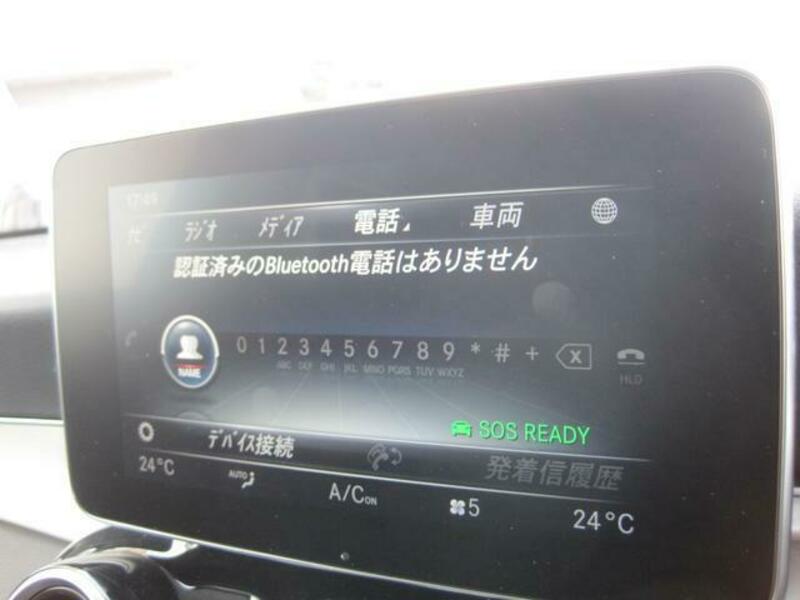 17:49
ナビ ラジオ メディア 電話 車両
認証済みのBluetooth電話はありません
NAME 0 1 2 3 4 5 6 7 8 9 * # +
ABC DEF GHI JKL MNO PQRS TUV WXYZ HLD
SOS READY
デバイス接続 発着信履歴
24°C AUTO A/C ON 5 24°C